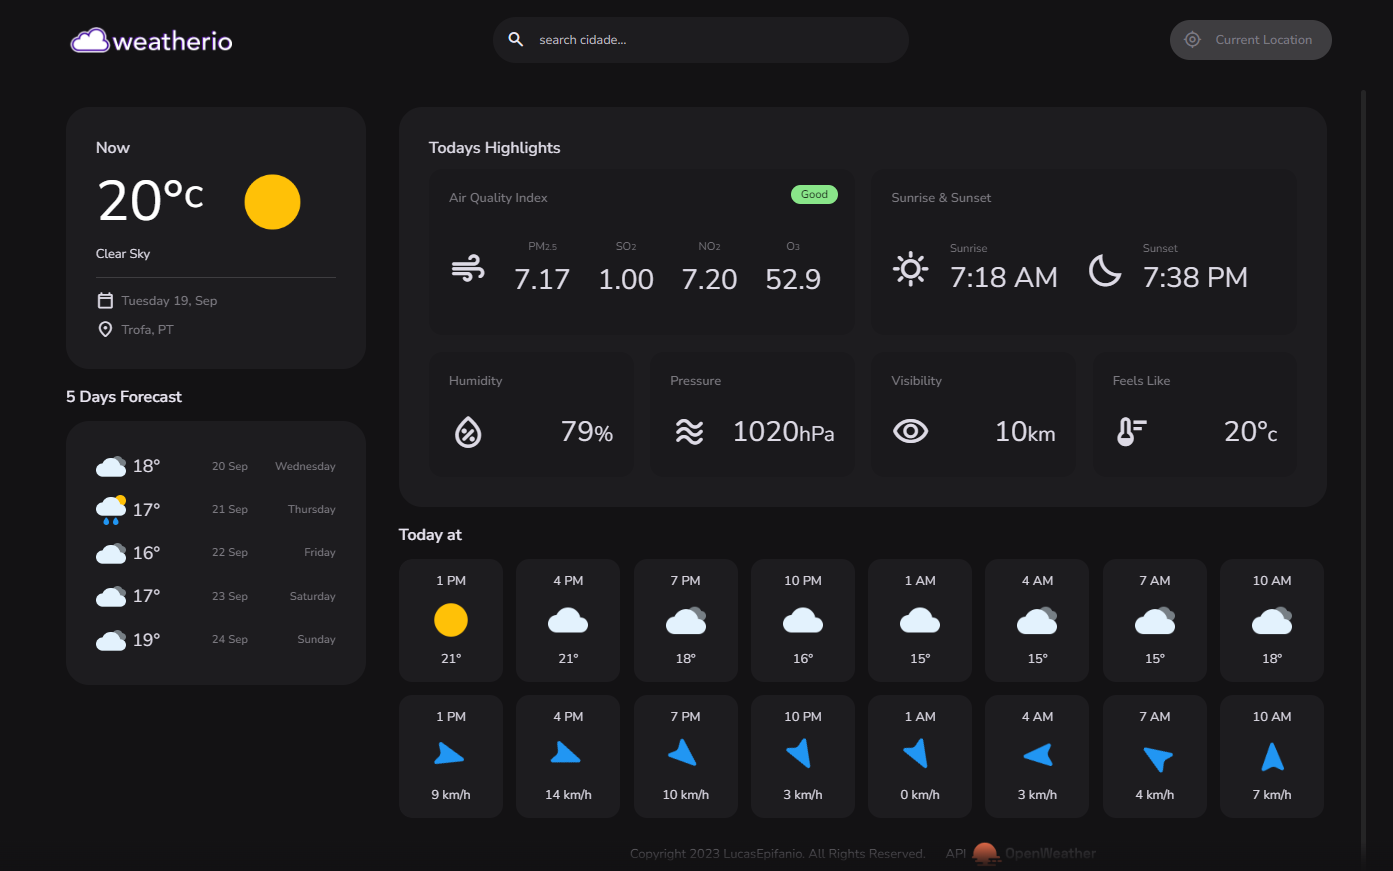 weatherio
search cidade...
Current Location
Now
20°c
Clear Sky
Tuesday 19, Sep
Trofa, PT
5 Days Forecast
18° 20 Sep Wednesday
17° 21 Sep Thursday
16° 22 Sep Friday
17° 23 Sep Saturday
19° 24 Sep Sunday
Todays Highlights
Air Quality Index Good
PM2.5 SO2 NO2 O3
7.17 1.00 7.20 52.9
Sunrise & Sunset
Sunrise Sunset
7:18 AM 7:38 PM
Humidity
79%
Pressure
1020hPa
Visibility
10km
Feels Like
20°c
Today at
1 PM 4 PM 7 PM 10 PM 1 AM 4 AM 7 AM 10 AM
21° 21° 18° 16° 15° 15° 15° 18°
1 PM 4 PM 7 PM 10 PM 1 AM 4 AM 7 AM 10 AM
9 km/h 14 km/h 10 km/h 3 km/h 0 km/h 3 km/h 4 km/h 7 km/h
Copyright 2023 LucasEpifanio. All Rights Reserved. API OpenWeather